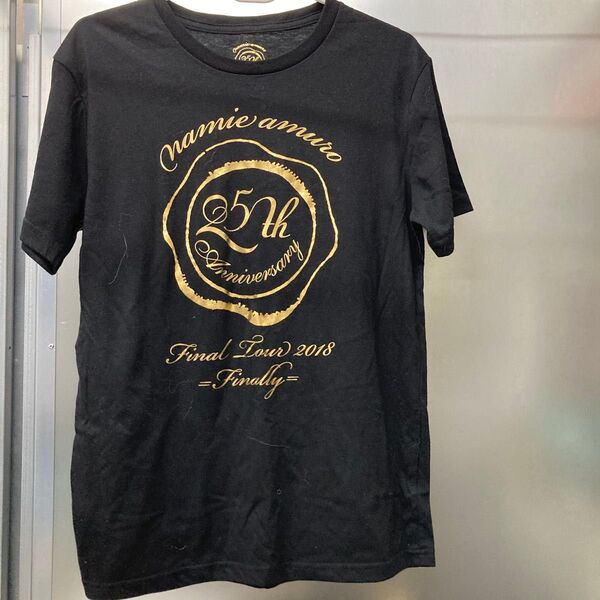 namie amuro
25th
Anniversary
Final Tour 2018
=Finally=